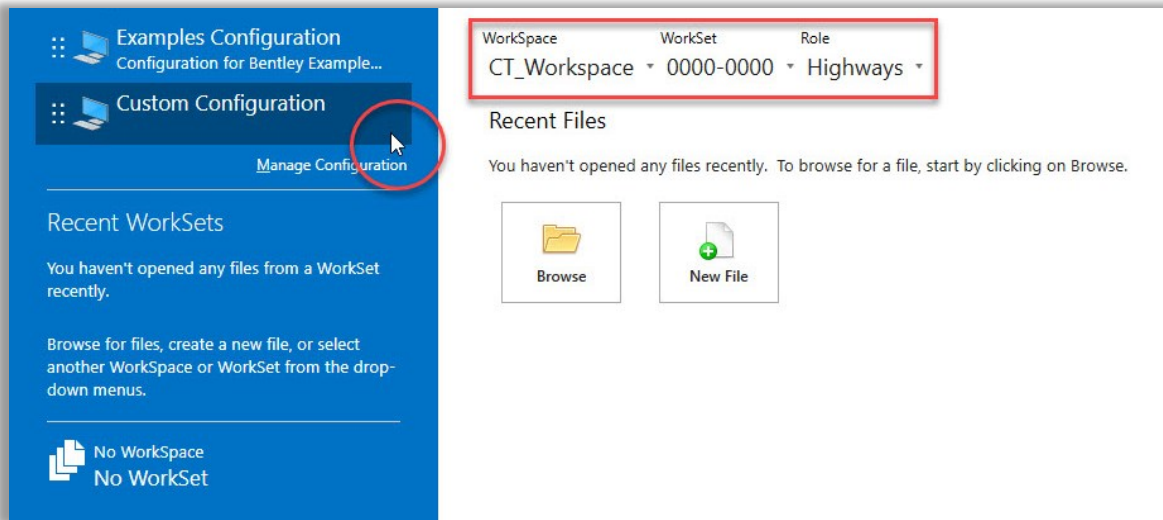 Examples Configuration
Configuration for Bentley Example...
Custom Configuration
Manage Configuration
Recent WorkSets
You haven't opened any files from a WorkSet
recently.
Browse for files, create a new file, or select
another WorkSpace or WorkSet from the drop-
down menus.
No WorkSpace
No WorkSet
WorkSpace WorkSet Role
CT_Workspace 0000-0000 Highways
Recent Files
You haven't opened any files recently. To browse for a file, start by clicking on Browse.
Browse New File